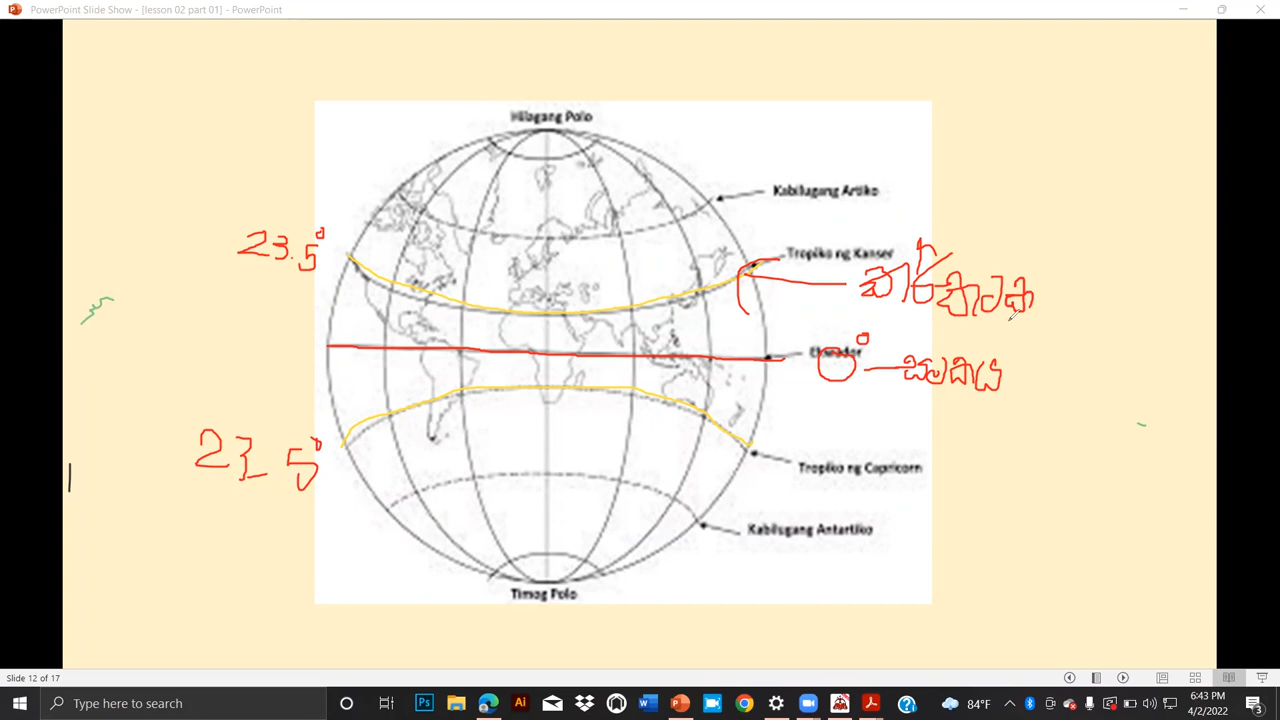 PowerPoint Slide Show - [lesson 02 part 01] - PowerPoint
Hilagang Polo
Kabilugang Artiko
23.5°
Tropiko ng Kanser
Ekwador
0° - සමකය
23.5°
Tropiko ng Capricorn
Kabilugang Antartiko
Timog Polo
Slide 12 of 17
Type here to search
84°F
6:43 PM
4/2/2022